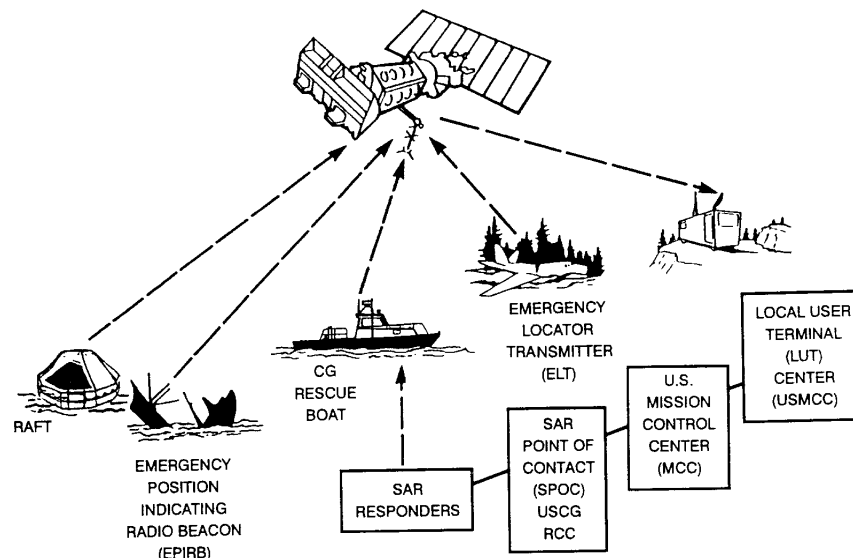 RAFT
EMERGENCY
POSITION
INDICATING
RADIO BEACON
(EPIRB)
CG
RESCUE
BOAT
EMERGENCY
LOCATOR
TRANSMITTER
(ELT)
SAR
RESPONDERS
SAR
POINT OF
CONTACT
(SPOC)
USCG
RCC
U.S.
MISSION
CONTROL
CENTER
(MCC)
LOCAL USER
TERMINAL
(LUT)
CENTER
(USMCC)